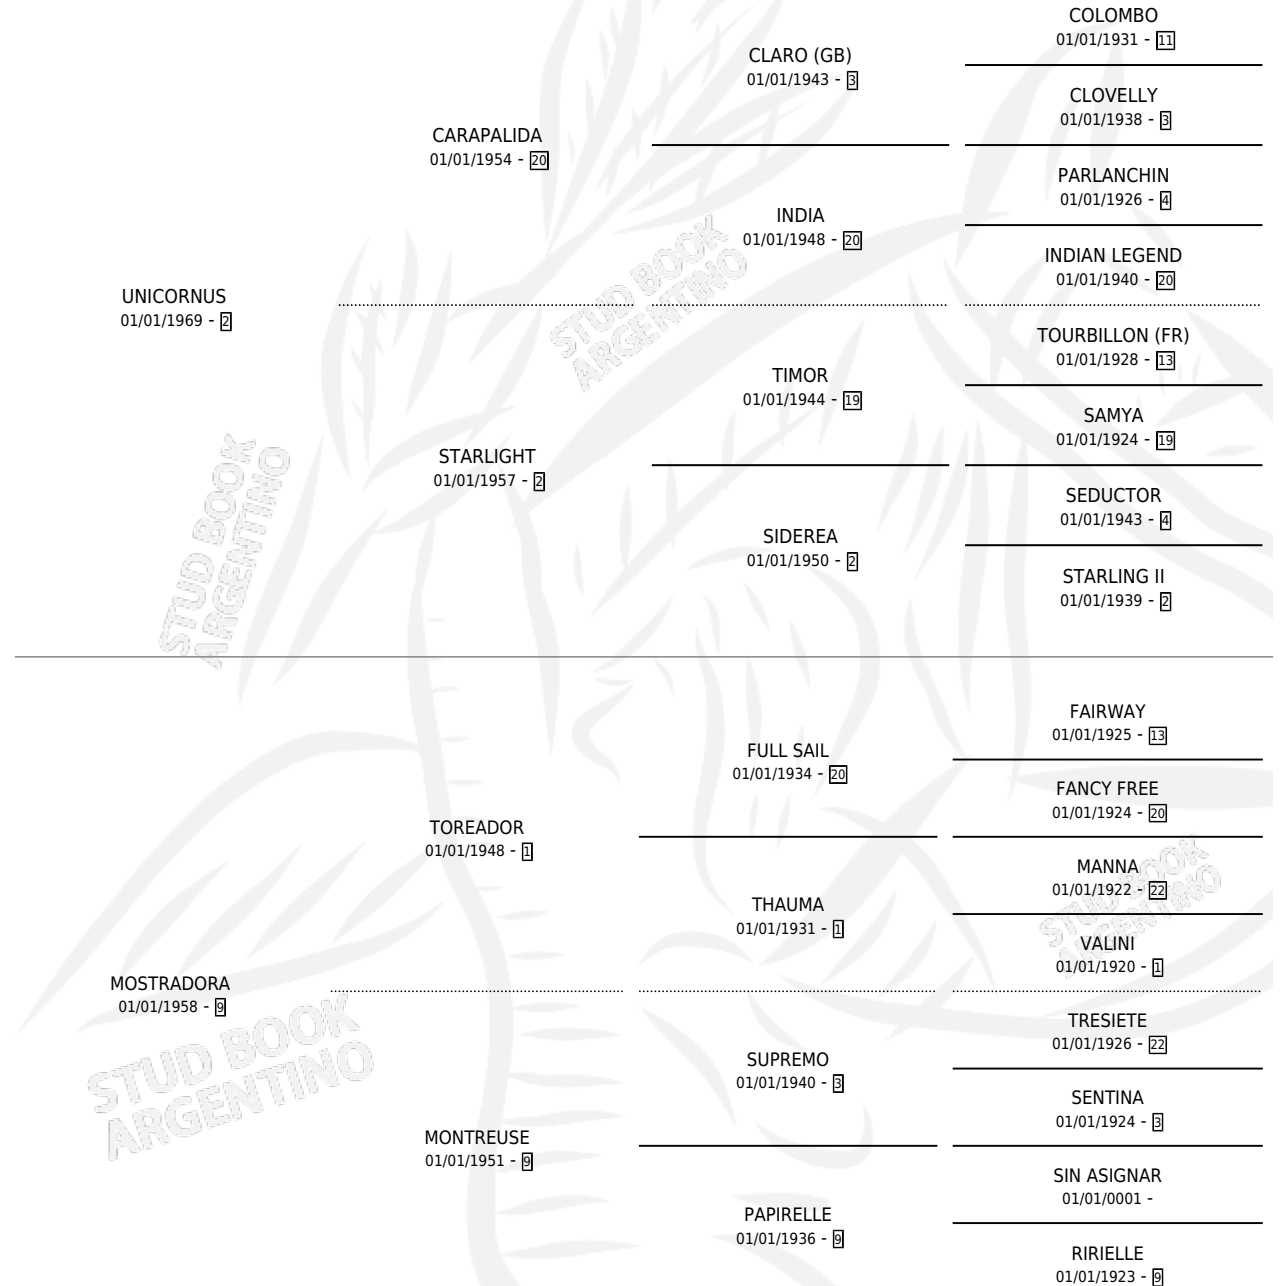 COLOMBO
01/01/1931 - 11
CLARO (GB)
01/01/1943 - 3
CLOVELLY
01/01/1938 - 3
CARAPALIDA
01/01/1954 - 20
PARLANCHIN
01/01/1926 - 4
INDIA
01/01/1948 - 20
INDIAN LEGEND
01/01/1940 - 20
UNICORNUS
01/01/1969 - 2
STUD BOOK
ARGENTINO
TOURBILLON (FR)
01/01/1928 - 13
TIMOR
01/01/1944 - 19
SAMYA
01/01/1924 - 19
STARLIGHT
01/01/1957 - 2
SEDUCTOR
01/01/1943 - 4
SIDEREA
01/01/1950 - 2
STARLING II
01/01/1939 - 2
STUD BOOK
ARGENTINO
FAIRWAY
01/01/1925 - 13
FULL SAIL
01/01/1934 - 20
FANCY FREE
01/01/1924 - 20
TOREADOR
01/01/1948 - 1
MANNA
01/01/1922 - 22
THAUMA
01/01/1931 - 1
VALINI
01/01/1920 - 1
STUD BOOK
ARGENTINO
MOSTRADORA
01/01/1958 - 9
STUD BOOK
ARGENTINO
TRESIETE
01/01/1926 - 22
SUPREMO
01/01/1940 - 3
SENTINA
01/01/1924 - 3
MONTREUSE
01/01/1951 - 9
SIN ASIGNAR
01/01/0001 -
PAPIRELLE
01/01/1936 - 9
RIRIELLE
01/01/1923 - 9